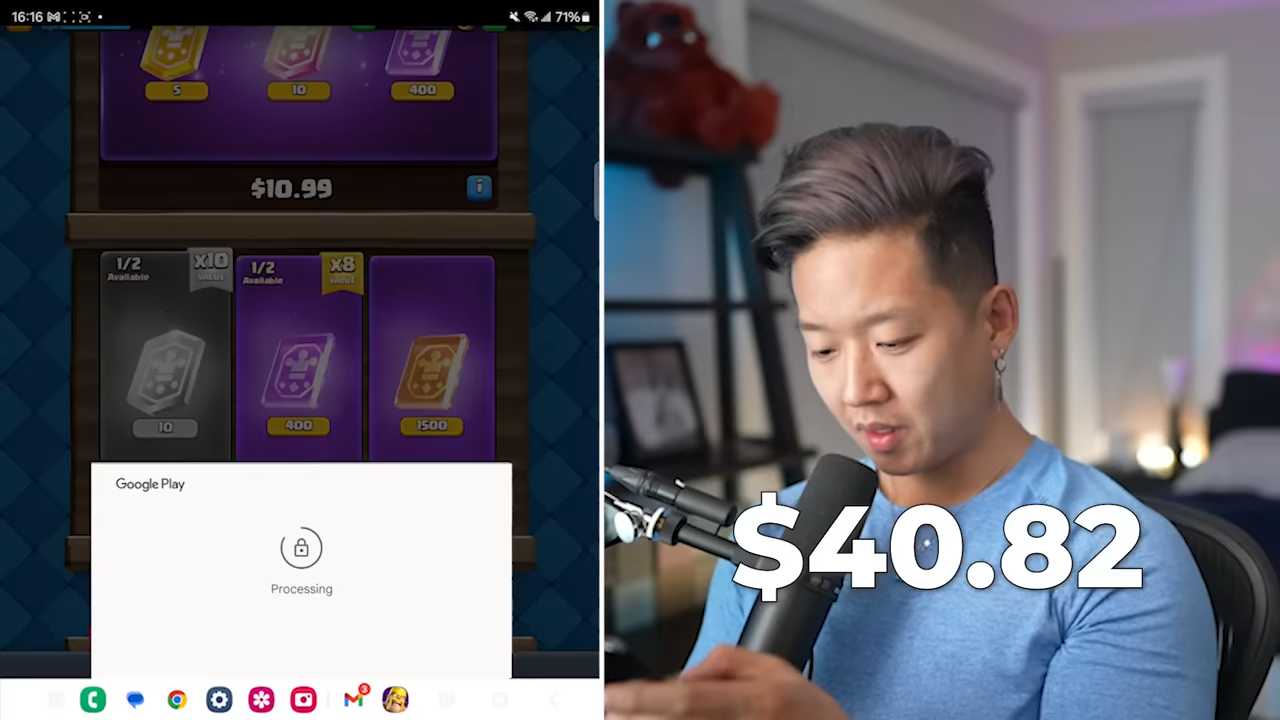 16:16
71%
5
10
400
$10.99
i
1/2
Available
x10
VALUE
1/2
Available
x8
VALUE
10
400
1500
Google Play
Processing
3
$40.82